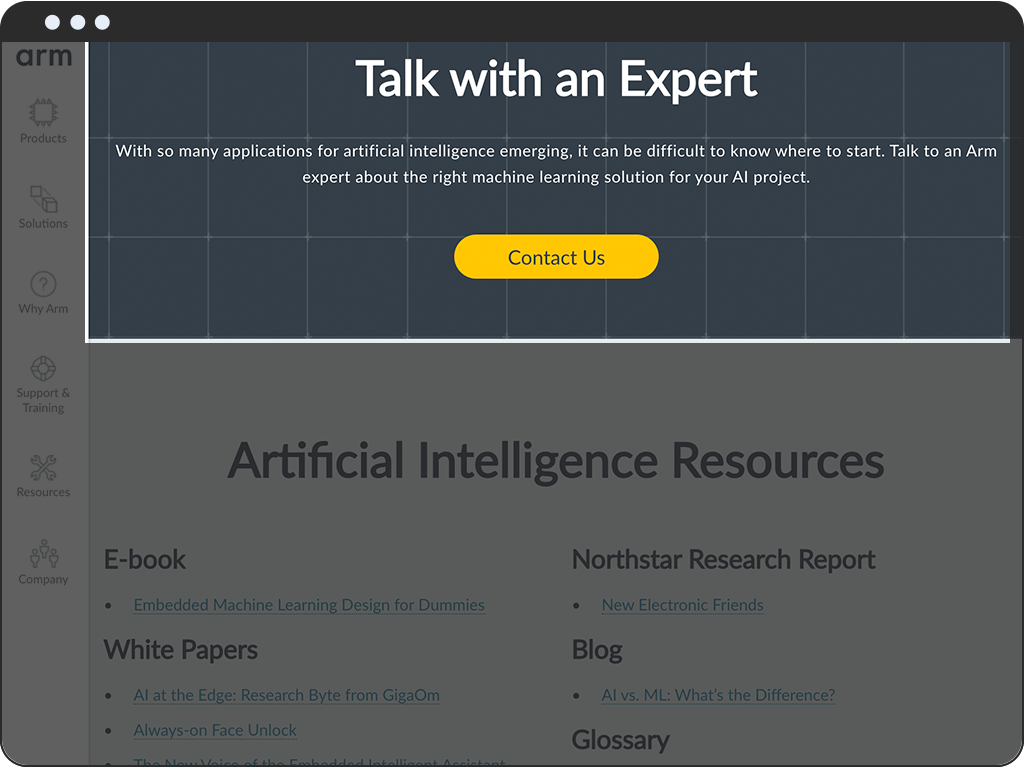 arm
Products
Solutions
?
Why Arm
Support &
Training
Resources
Company
Talk with an Expert
With so many applications for artificial intelligence emerging, it can be difficult to know where to start. Talk to an Arm
expert about the right machine learning solution for your AI project.
Contact Us
Artificial Intelligence Resources
E-book
• Embedded Machine Learning Design for Dummies
White Papers
• AI at the Edge: Research Byte from GigaOm
• Always-on Face Unlock
• The New Voice of the Embedded Intelligent Assistant
Northstar Research Report
• New Electronic Friends
Blog
• AI vs. ML: What's the Difference?
Glossary